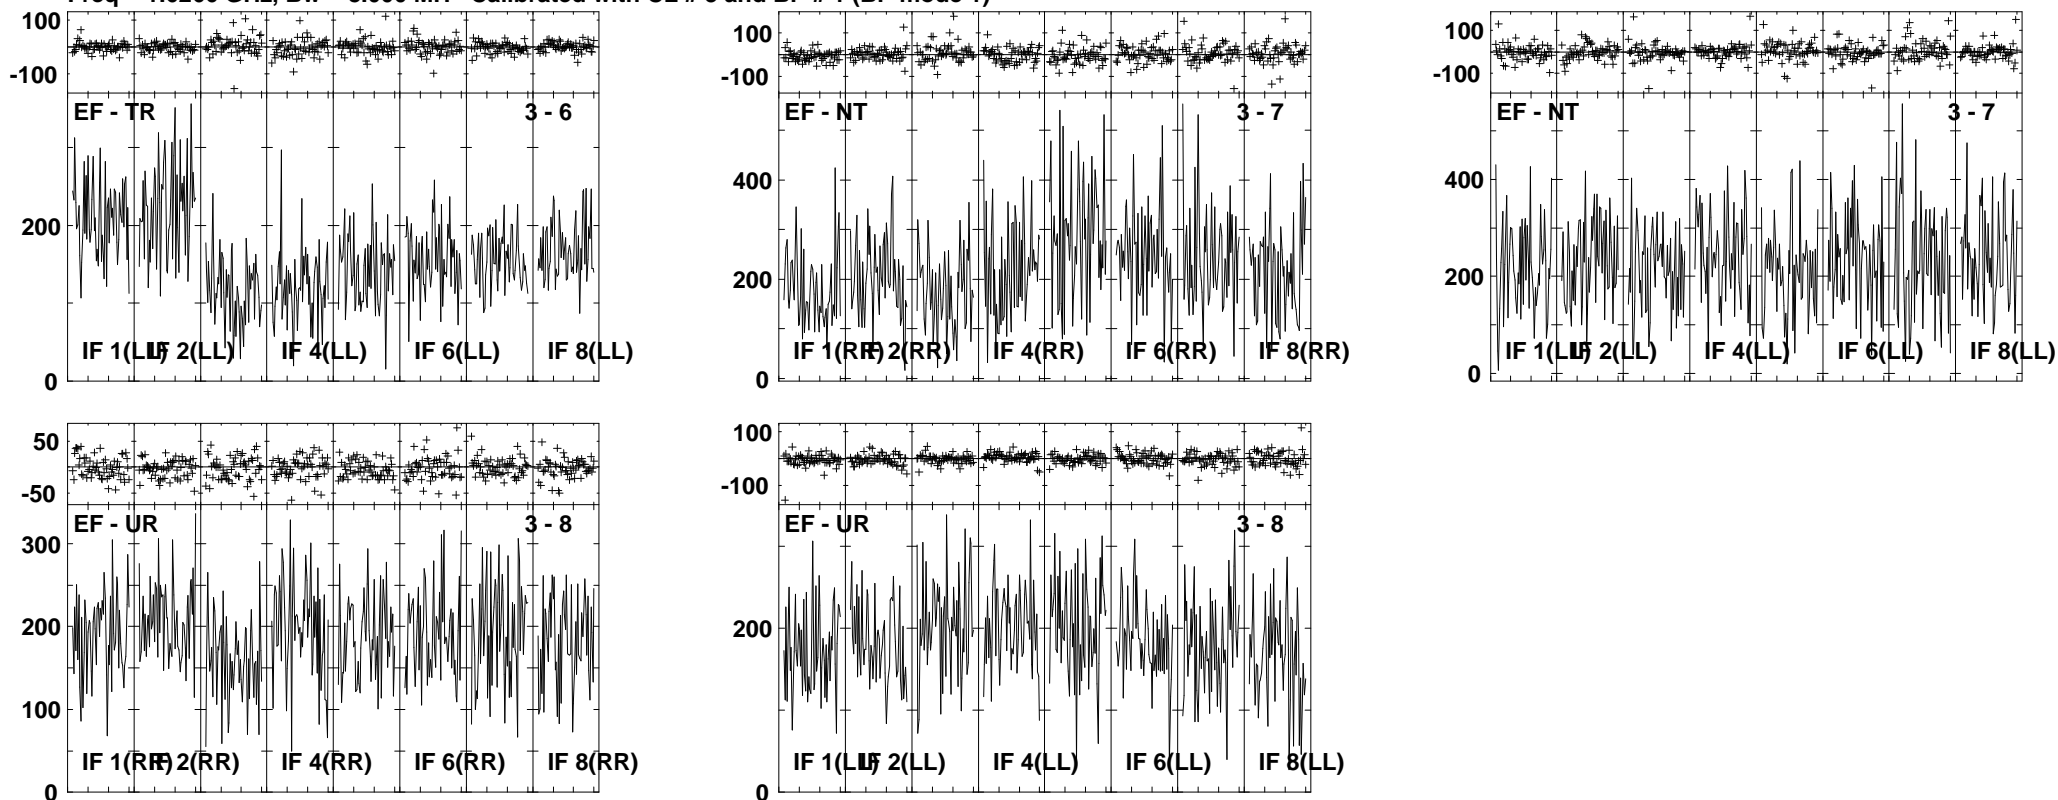 100
-100
EF - TR 3 - 6
200
0
IF 1(LL) IF 2(LL) IF 4(LL) IF 6(LL) IF 8(LL)
100
-100
EF - NT 3 - 7
400
200
0
IF 1(RR) IF 2(RR) IF 4(RR) IF 6(RR) IF 8(RR)
100
-100
EF - NT 3 - 7
400
200
0
IF 1(LL) IF 2(LL) IF 4(LL) IF 6(LL) IF 8(LL)
50
-50
EF - UR 3 - 8
300
200
100
0
IF 1(RR) IF 2(RR) IF 4(RR) IF 6(RR) IF 8(RR)
100
-100
EF - UR 3 - 8
200
0
IF 1(LL) IF 2(LL) IF 4(LL) IF 6(LL) IF 8(LL)